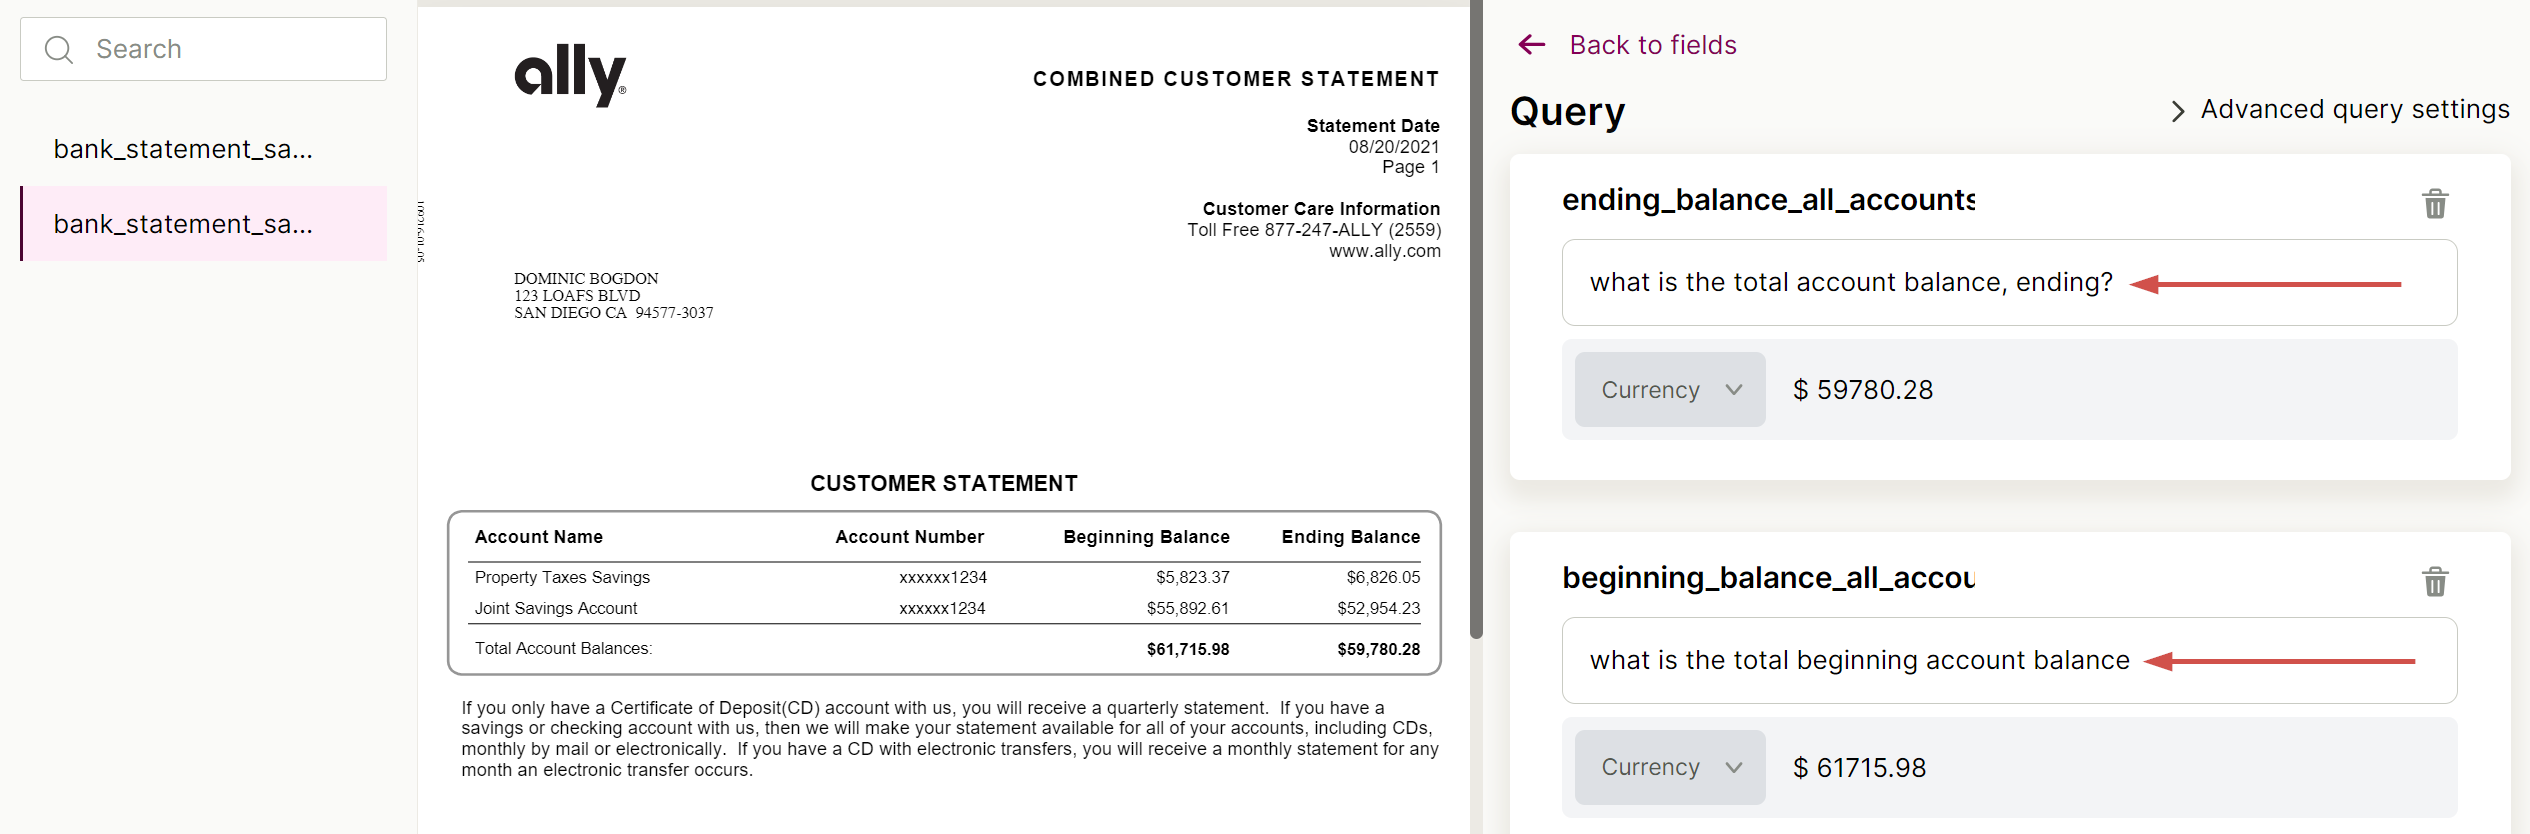 Search
bank_statement_sa...
bank_statement_sa...
ally®
COMBINED CUSTOMER STATEMENT
Statement Date
08/20/2021
Page 1
Customer Care Information
Toll Free 877-247-ALLY (2559)
www.ally.com
DOMINIC BOGDON
123 LOAFS BLVD
SAN DIEGO CA 94577-3037
CUSTOMER STATEMENT
Account Name Account Number Beginning Balance Ending Balance
Property Taxes Savings xxxxxx1234 $5,823.37 $6,826.05
Joint Savings Account xxxxxx1234 $55,892.61 $52,954.23
Total Account Balances: $61,715.98 $59,780.28
If you only have a Certificate of Deposit(CD) account with us, you will receive a quarterly statement. If you have a
savings or checking account with us, then we will make your statement available for all of your accounts, including CDs,
monthly by mail or electronically. If you have a CD with electronic transfers, you will receive a monthly statement for any
month an electronic transfer occurs.
Back to fields
Query
Advanced query settings
ending_balance_all_accounts
what is the total account balance, ending?
Currency $ 59780.28
beginning_balance_all_accou
what is the total beginning account balance
Currency $ 61715.98